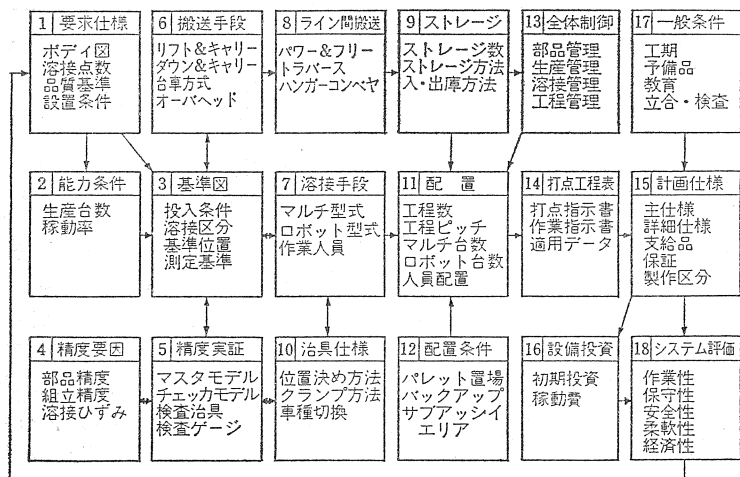 1 要求仕様
ボディ図
溶接点数
品質基準
設置条件
6 搬送手段
リフト&キャリー
ダウン&キャリー
台車方式
オーバヘッド
8 ライン間搬送
パワー&フリー
トラバース
ハンガーコンベヤ
9 ストレージ
ストレージ数
ストレージ方法
入・出庫方法
13 全体制御
部品管理
生産管理
溶接管理
工程管理
17 一般条件
工期
予備品
教育
立合・検査
2 能力条件
生産台数
稼動率
3 基準図
投入条件
溶接区分
基準位置
測定基準
7 溶接手段
マルチ型式
ロボット型式
作業人員
11 配 置
工程数
工程ピッチ
マルチ台数
ロボット台数
人員配置
14 打点工程表
打点指示書
作業指示書
適用データ
15 計画仕様
主仕様
詳細仕様
支給品
保証
製作区分
4 精度要因
部品精度
組立精度
溶接ひずみ
5 精度実証
マスタモデル
チェッカモデル
検査治具
検査ゲージ
10 治具仕様
位置決め方法
クランプ方法
車種切換
12 配置条件
パレット置場
バックアップ
サブアッシイ
エリア
16 設備投資
初期投資
稼動費
18 システム評価
作業性
保守性
安全性
柔軟性
経済性